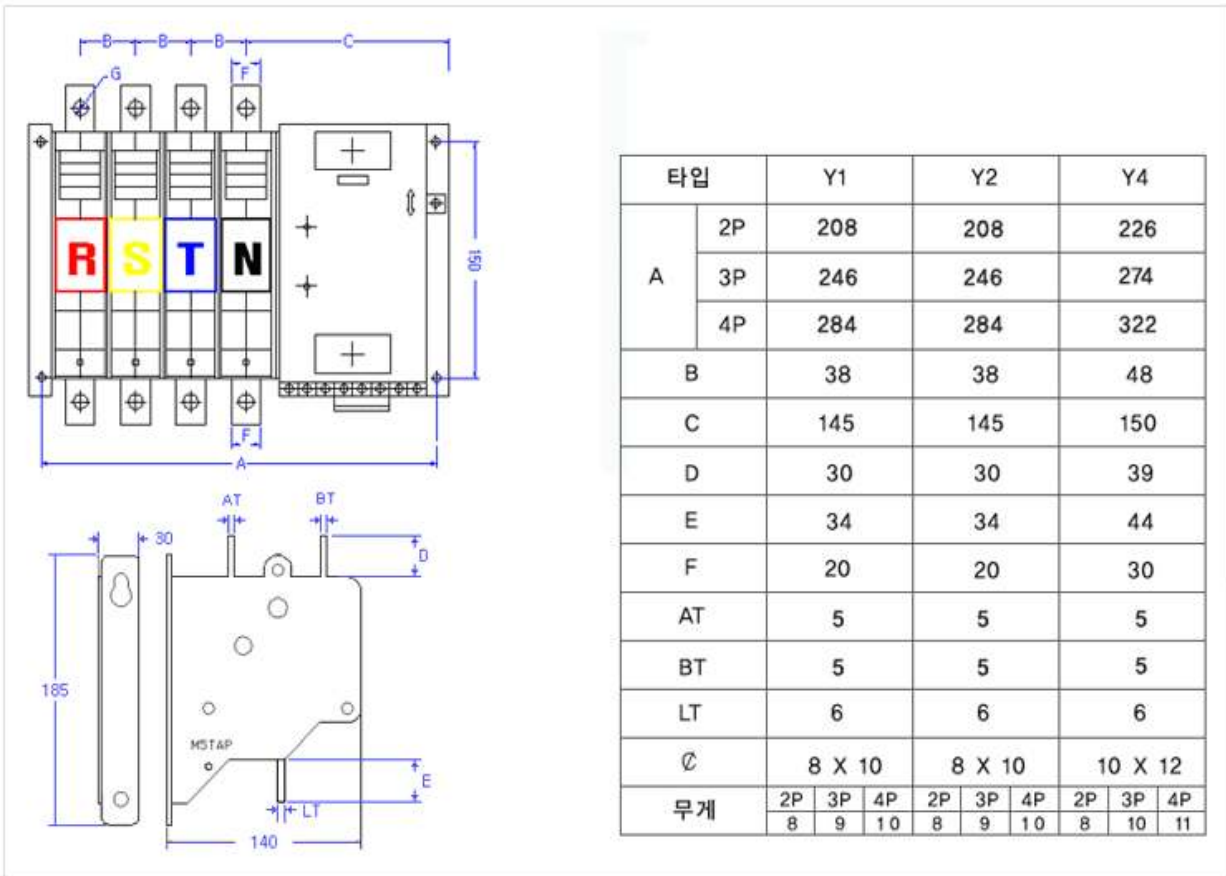 B B B C
G F
R S T N
150
F
A
AT BT
30 D
185
M5TAP
E
LT
140
타입 Y1 Y2 Y4
A 2P 208 208 226
3P 246 246 274
4P 284 284 322
B 38 38 48
C 145 145 150
D 30 30 39
E 34 34 44
F 20 20 30
AT 5 5 5
BT 5 5 5
LT 6 6 6
₡ 8 X 10 8 X 10 10 X 12
무게 2P 3P 4P 2P 3P 4P 2P 3P 4P
8 9 10 8 9 10 8 10 11